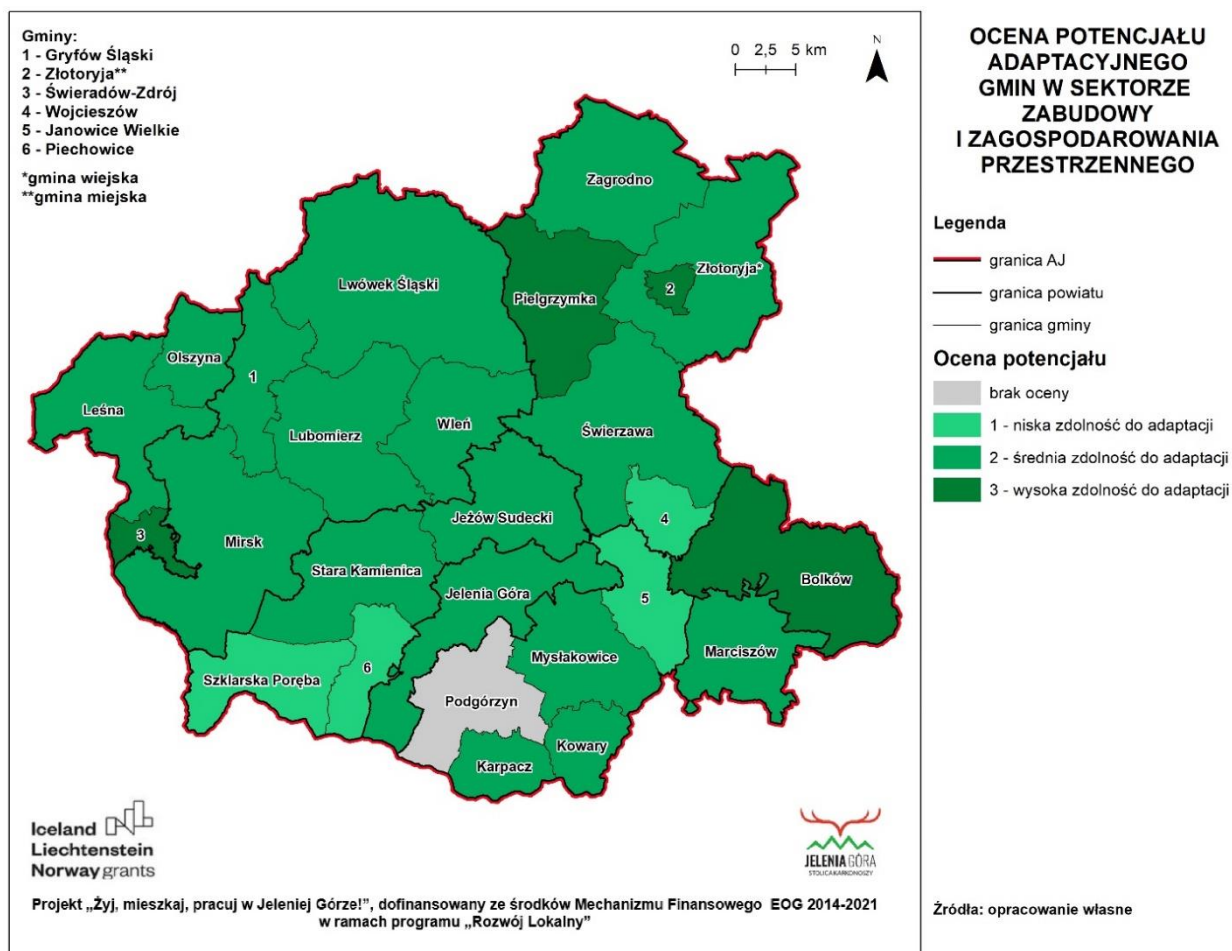 Gminy:
1 - Gryfów Śląski
2 - Złotoryja**
3 - Świeradów-Zdrój
4 - Wojcieszów
5 - Janowice Wielkie
6 - Piechowice
*gmina wiejska
**gmina miejska
0 2,5 5 km
N
Zagrodno
Złotoryja*
2
Pielgrzymka
Lwówek Śląski
Olszyna
1
Leśna
Lubomierz
Wleń
Świerzawa
4
Jeżów Sudecki
3
Mirsk
Stara Kamienica
Bolków
Jelenia Góra
5
Mysłakowice
Marciszów
Szklarska Poręba
6
Podgórzyn
Kowary
Karpacz
Iceland
Liechtenstein
Norway grants
JELENIA GÓRA
STOLICA KARKONOSZY
Projekt „Żyj, mieszkaj, pracuj w Jeleniej Górze!”, dofinansowany ze środków Mechanizmu Finansowego EOG 2014-2021
w ramach programu „Rozwój Lokalny”
OCENA POTENCJAŁU
ADAPTACYJNEGO
GMIN W SEKTORZE
ZABUDOWY
I ZAGOSPODAROWANIA
PRZESTRZENNEGO
Legenda
granica AJ
granica powiatu
granica gminy
Ocena potencjału
brak oceny
1 - niska zdolność do adaptacji
2 - średnia zdolność do adaptacji
3 - wysoka zdolność do adaptacji
Źródła: opracowanie własne